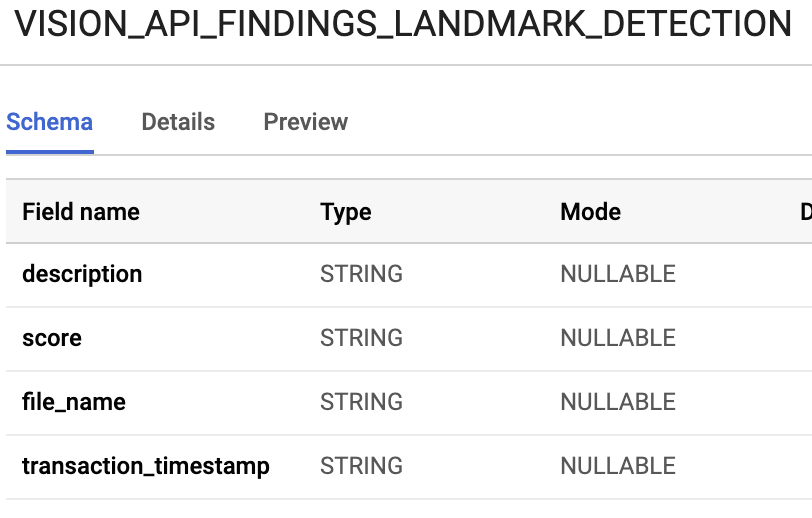 VISION_API_FINDINGS_LANDMARK_DETECTION
Schema Details Preview
Field name Type Mode D
description STRING NULLABLE
score STRING NULLABLE
file_name STRING NULLABLE
transaction_timestamp STRING NULLABLE